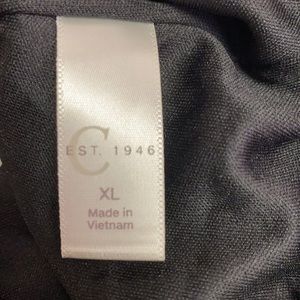 C
EST. 1946
XL
Made in
Vietnam